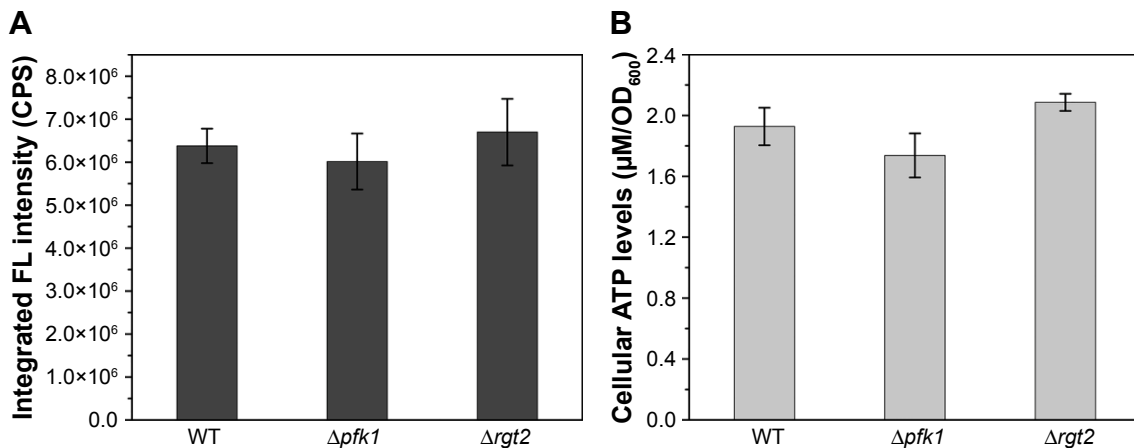 A
Integrated FL intensity (CPS)
8.0×10⁶
7.0×10⁶
6.0×10⁶
5.0×10⁶
4.0×10⁶
3.0×10⁶
2.0×10⁶
1.0×10⁶
0.0
WT Δpfk1 Δrgt2
B
Cellular ATP levels (μM/OD₆₀₀)
2.4
2.0
1.6
1.2
0.8
0.4
0.0
WT Δpfk1 Δrgt2